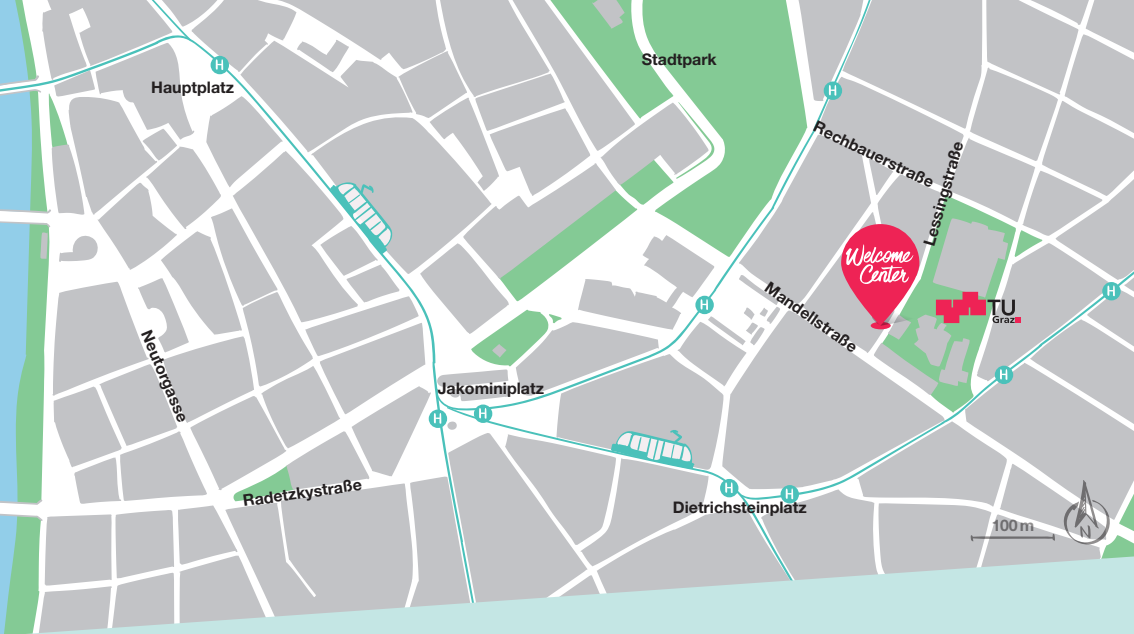 Stadtpark
H
Hauptplatz
H
Rechbauerstraße
Lessingstraße
Welcome
Center
Mandellstraße
H
H
TU
Graz
Neutorgasse
H
Jakominiplatz
H
H
Radetzkystraße
H
H
Dietrichsteinplatz
100 m
N